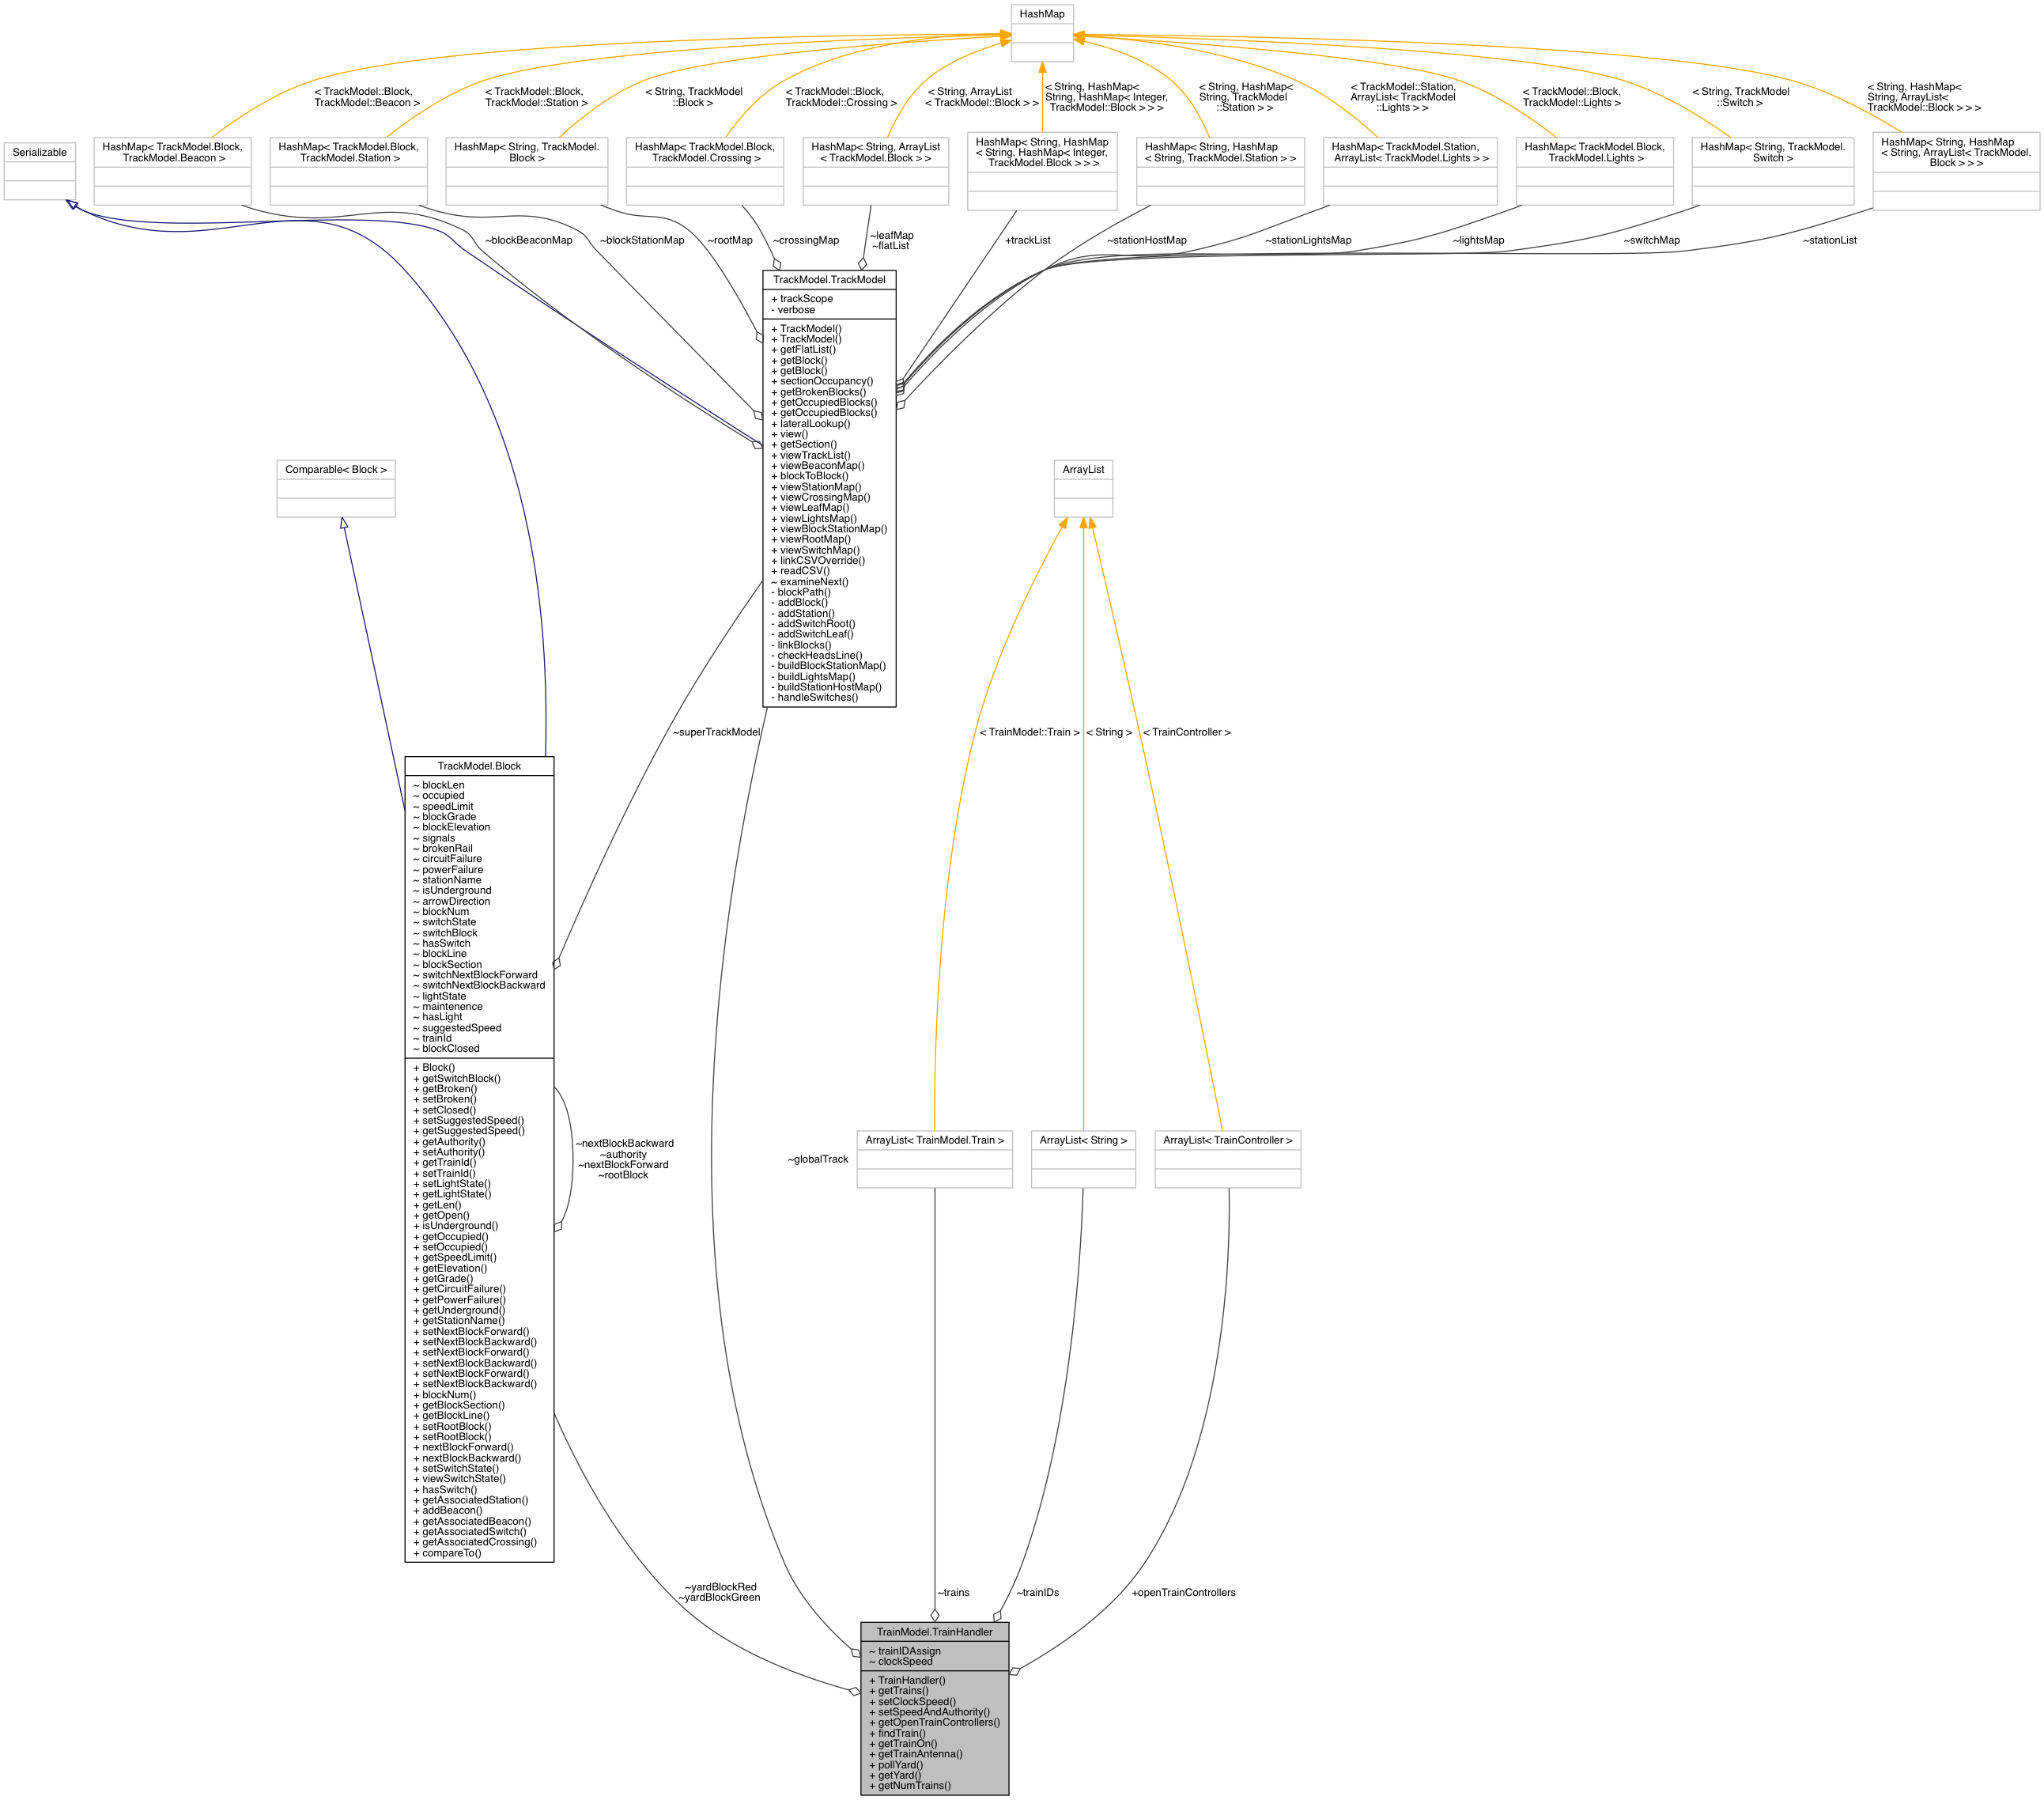 HashMap
< TrackModel::Block,
TrackModel::Beacon >
< TrackModel::Block,
TrackModel::Station >
< String, TrackModel
::Block >
< TrackModel::Block,
TrackModel::Crossing >
< String, ArrayList
< TrackModel::Block > >
< String, HashMap<
String, HashMap< Integer,
TrackModel::Block > > >
< String, HashMap<
String, TrackModel
::Station > >
< TrackModel::Station,
ArrayList< TrackModel
::Lights > >
< TrackModel::Block,
TrackModel::Lights >
< String, TrackModel
::Switch >
< String, HashMap<
String, ArrayList<
TrackModel::Block > > >
Serializable
HashMap< TrackModel.Block,
TrackModel.Beacon >
HashMap< TrackModel.Block,
TrackModel.Station >
HashMap< String, TrackModel.
Block >
HashMap< TrackModel.Block,
TrackModel.Crossing >
HashMap< String, ArrayList
< TrackModel.Block > >
HashMap< String, HashMap
< String, HashMap< Integer,
TrackModel.Block > > >
HashMap< String, HashMap
< String, TrackModel.Station > >
HashMap< TrackModel.Station,
ArrayList< TrackModel.Lights > >
HashMap< TrackModel.Block,
TrackModel.Lights >
HashMap< String, TrackModel.
Switch >
HashMap< String, HashMap
< String, ArrayList< TrackModel.
Block > > >
~blockBeaconMap
~blockStationMap
~rootMap
~crossingMap
~leafMap
~flatList
+trackList
~stationHostMap
~stationLightsMap
~lightsMap
~switchMap
~stationList
TrackModel.TrackModel
+ trackScope
- verbose
+ TrackModel()
+ TrackModel()
+ getFlatList()
+ getBlock()
+ getBlock()
+ sectionOccupancy()
+ getBrokenBlocks()
+ getOccupiedBlocks()
+ getOccupiedBlocks()
+ lateralLookup()
+ view()
+ getSection()
+ viewTrackList()
+ viewBeaconMap()
+ blockToBlock()
+ viewStationMap()
+ viewCrossingMap()
+ viewLeafMap()
+ viewLightsMap()
+ viewBlockStationMap()
+ viewRootMap()
+ viewSwitchMap()
+ linkCSVOverride()
+ readCSV()
~ examineNext()
- blockPath()
- addBlock()
- addStation()
- addSwitchRoot()
- addSwitchLeaf()
- linkBlocks()
- checkHeadsLine()
- buildBlockStationMap()
- buildLightsMap()
- buildStationHostMap()
- handleSwitches()
Comparable< Block >
ArrayList
~superTrackModel
< TrainModel::Train >
< String >
< TrainController >
TrackModel.Block
~ blockLen
~ occupied
~ speedLimit
~ blockGrade
~ blockElevation
~ signals
~ brokenRail
~ circuitFailure
~ powerFailure
~ stationName
~ isUnderground
~ arrowDirection
~ blockNum
~ switchState
~ switchBlock
~ hasSwitch
~ blockLine
~ blockSection
~ switchNextBlockForward
~ switchNextBlockBackward
~ lightState
~ maintenence
~ hasLight
~ suggestedSpeed
~ trainId
~ blockClosed
+ Block()
+ getSwitchBlock()
+ getBroken()
+ setBroken()
+ setClosed()
+ setSuggestedSpeed()
+ getSuggestedSpeed()
+ getAuthority()
+ setAuthority()
+ getTrainId()
+ setTrainId()
+ setLightState()
+ getLightState()
+ getLen()
+ getOpen()
+ isUnderground()
+ getOccupied()
+ setOccupied()
+ getSpeedLimit()
+ getElevation()
+ getGrade()
+ getCircuitFailure()
+ getPowerFailure()
+ getUnderground()
+ getStationName()
+ setNextBlockForward()
+ setNextBlockBackward()
+ setNextBlockForward()
+ setNextBlockBackward()
+ setNextBlockForward()
+ setNextBlockBackward()
+ blockNum()
+ getBlockSection()
+ getBlockLine()
+ setRootBlock()
+ setRootBlock()
+ nextBlockForward()
+ nextBlockBackward()
+ setSwitchState()
+ viewSwitchState()
+ hasSwitch()
+ getAssociatedStation()
+ addBeacon()
+ getAssociatedBeacon()
+ getAssociatedSwitch()
+ getAssociatedCrossing()
+ compareTo()
~nextBlockBackward
~authority
~nextBlockForward
~rootBlock
~globalTrack
ArrayList< TrainModel.Train >
ArrayList< String >
ArrayList< TrainController >
~yardBlockRed
~yardBlockGreen
~trains
~trainIDs
+openTrainControllers
TrainModel.TrainHandler
~ trainIDAssign
~ clockSpeed
+ TrainHandler()
+ getTrains()
+ setClockSpeed()
+ setSpeedAndAuthority()
+ getOpenTrainControllers()
+ findTrain()
+ getTrainOn()
+ getTrainAntenna()
+ pollYard()
+ getYard()
+ getNumTrains()